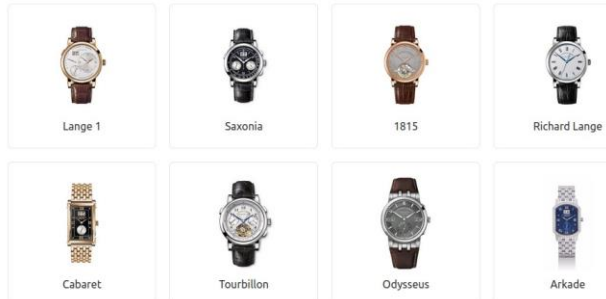 Lange 1
Saxonia
1815
Richard Lange
Cabaret
Tourbillon
Odysseus
Arkade